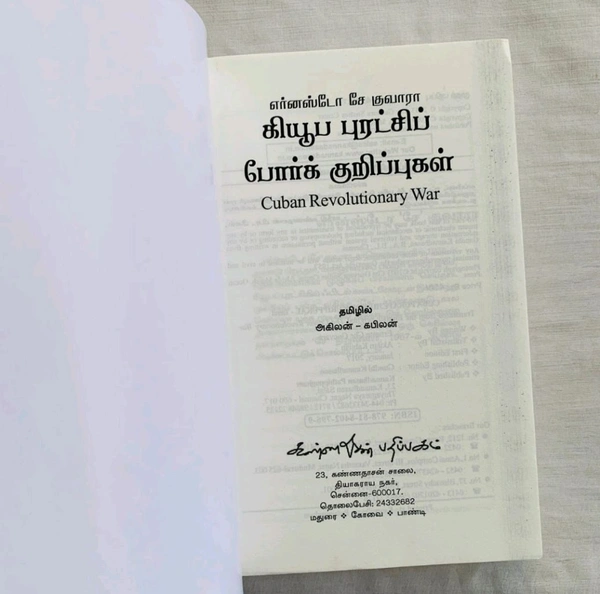 எர்னஸ்டோ சே குவாரா
கியூப புரட்சிப்
போர்க் குறிப்புகள்
Cuban Revolutionary War
தமிழில்
அகிலன் – கபிலன்
கண்ணதாசன் பதிப்பகம்
23, கண்ணதாசன் சாலை,
தியாகராய நகர்,
சென்னை-600017.
தொலைபேசி: 24332682
மதுரை ❖ கோவை ❖ பாண்டி